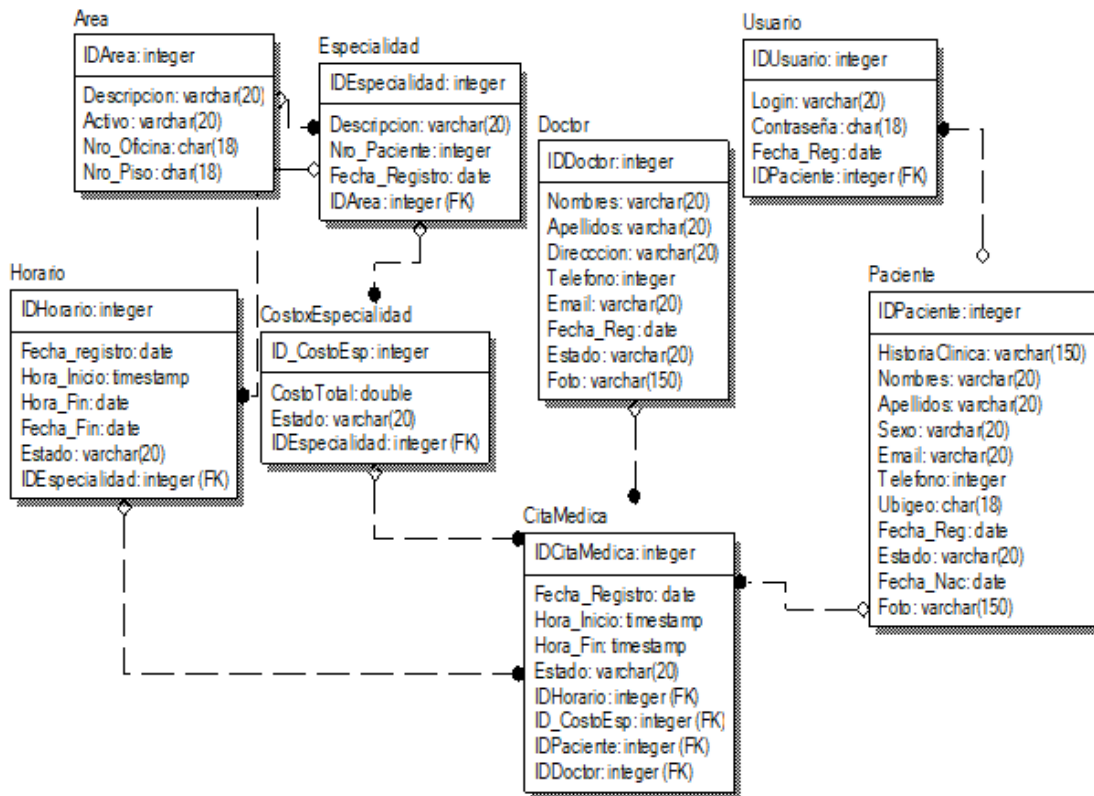 Area
IDArea: integer
Descripcion: varchar(20)
Activo: varchar(20)
Nro_Oficina: char(18)
Nro_Piso: char(18)
Especialidad
IDEspecialidad: integer
Descripcion: varchar(20)
Nro_Paciente: integer
Fecha_Registro: date
IDArea: integer (FK)
Usuario
IDUsuario: integer
Login: varchar(20)
Contraseña: char(18)
Fecha_Reg: date
IDPaciente: integer (FK)
Doctor
IDDoctor: integer
Nombres: varchar(20)
Apellidos: varchar(20)
Direcccion: varchar(20)
Telefono: integer
Email: varchar(20)
Fecha_Reg: date
Estado: varchar(20)
Foto: varchar(150)
Horario
IDHorario: integer
Fecha_registro: date
Hora_Inicio: timestamp
Hora_Fin: date
Fecha_Fin: date
Estado: varchar(20)
IDEspecialidad: integer (FK)
CostoxEspecialidad
ID_CostoEsp: integer
CostoTotal: double
Estado: varchar(20)
IDEspecialidad: integer (FK)
Paciente
IDPaciente: integer
HistoriaClinica: varchar(150)
Nombres: varchar(20)
Apellidos: varchar(20)
Sexo: varchar(20)
Email: varchar(20)
Telefono: integer
Ubigeo: char(18)
Fecha_Reg: date
Estado: varchar(20)
Fecha_Nac: date
Foto: varchar(150)
CitaMedica
IDCitaMedica: integer
Fecha_Registro: date
Hora_Inicio: timestamp
Hora_Fin: timestamp
Estado: varchar(20)
IDHorario: integer (FK)
ID_CostoEsp: integer (FK)
IDPaciente: integer (FK)
IDDoctor: integer (FK)